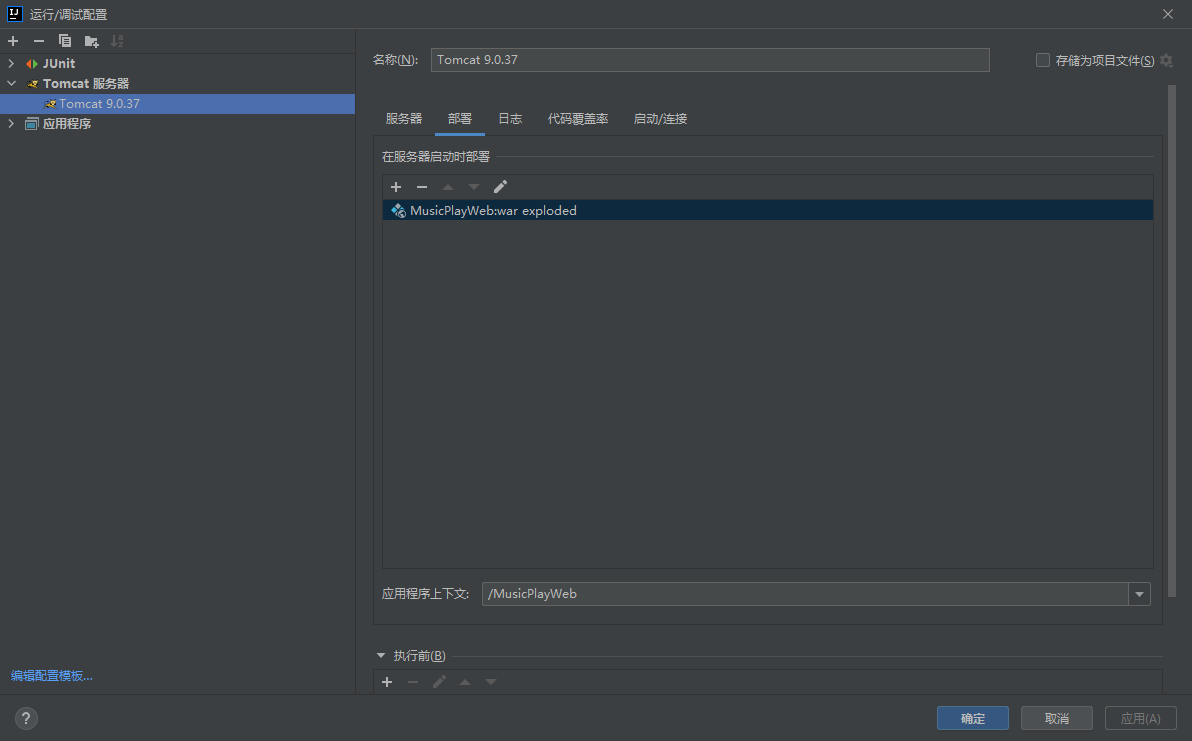 运行/调试配置
JUnit
Tomcat 服务器
Tomcat 9.0.37
应用程序
编辑配置模板...
名称(N):
Tomcat 9.0.37
存储为项目文件(S)
服务器 部署 日志 代码覆盖率 启动/连接
在服务器启动时部署
MusicPlayWeb:war exploded
应用程序上下文:
/MusicPlayWeb
执行前(B)
?
确定 取消 应用(A)